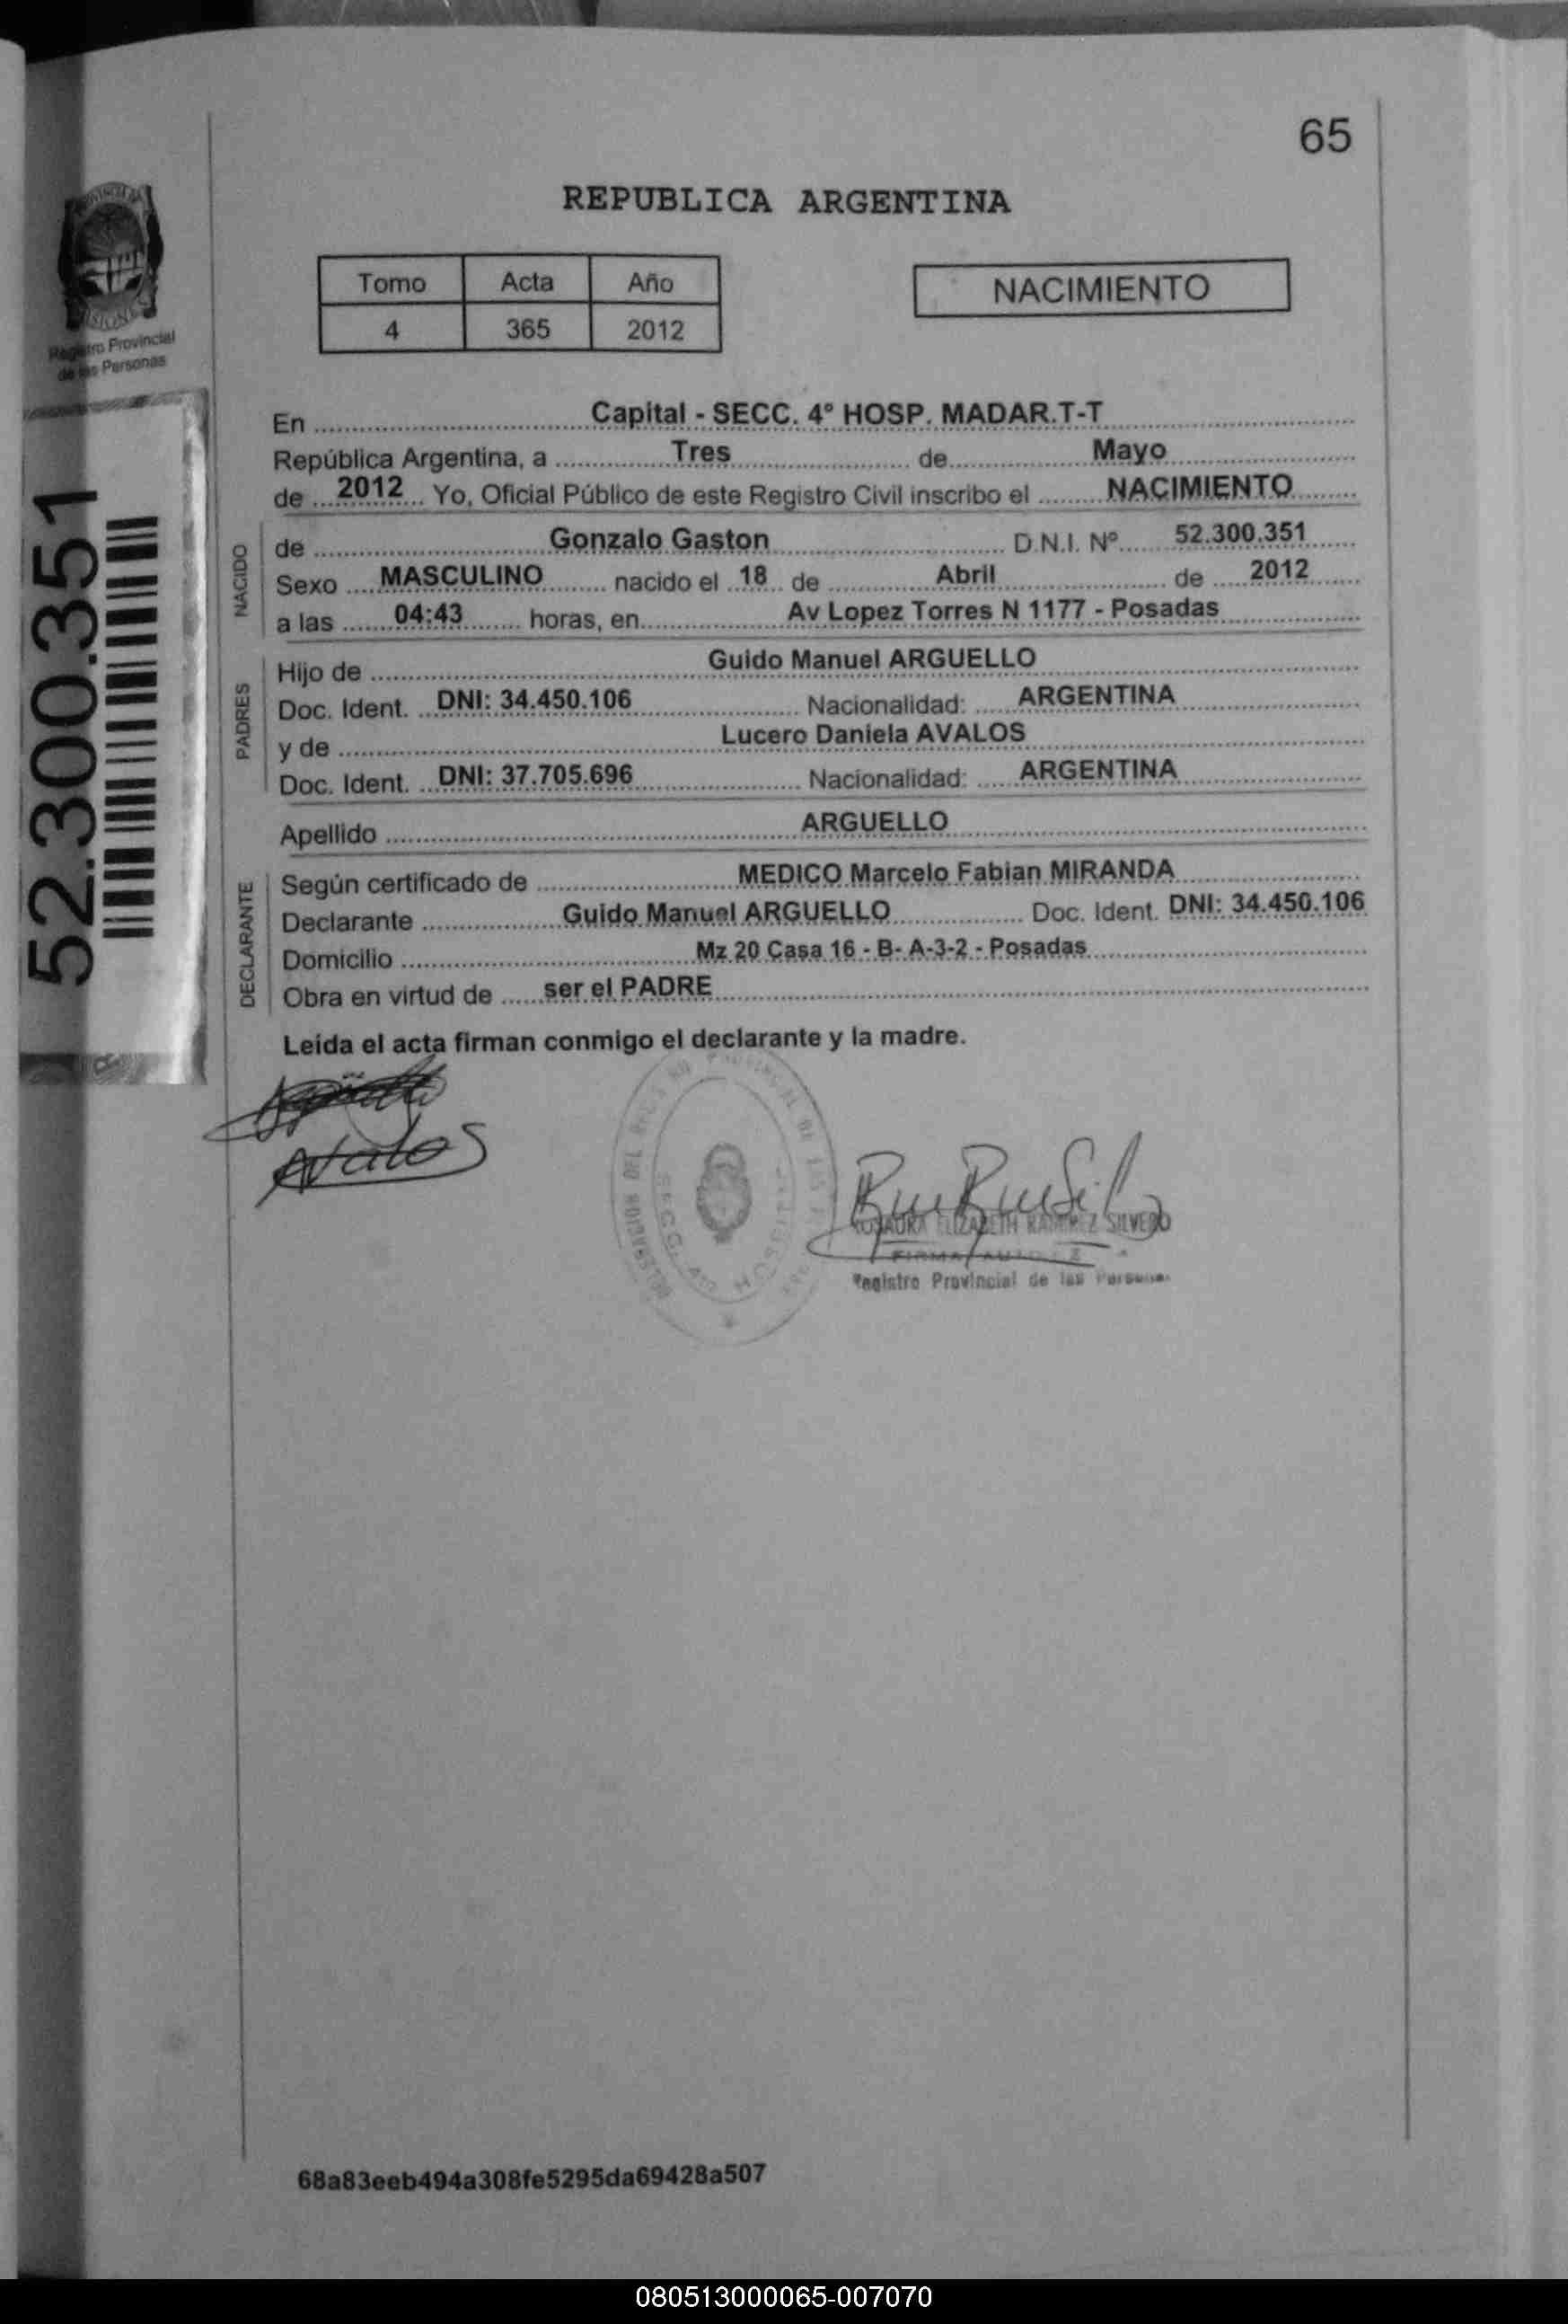 65
REPUBLICA ARGENTINA
Tomo Acta Año
4 365 2012
NACIMIENTO
Registro Provincial
de las Personas
52.300.351
En Capital - SECC. 4° HOSP. MADAR.T-T
República Argentina, a Tres de Mayo
de 2012 Yo, Oficial Público de este Registro Civil inscribo el NACIMIENTO
NACIDO
de Gonzalo Gaston D.N.I. Nº 52.300.351
Sexo MASCULINO nacido el 18 de Abril de 2012
a las 04:43 horas, en Av Lopez Torres N 1177 - Posadas
PADRES
Hijo de Guido Manuel ARGUELLO
Doc. Ident. DNI: 34.450.106 Nacionalidad: ARGENTINA
y de Lucero Daniela AVALOS
Doc. Ident. DNI: 37.705.696 Nacionalidad: ARGENTINA
Apellido ARGUELLO
DECLARANTE
Según certificado de MEDICO Marcelo Fabian MIRANDA
Declarante Guido Manuel ARGUELLO Doc. Ident. DNI: 34.450.106
Domicilio Mz 20 Casa 16 - B- A-3-2 - Posadas
Obra en virtud de ser el PADRE
Leída el acta firman conmigo el declarante y la madre.
Avalos
ELIZABETH RAMIREZ SILVERO
Registro Provincial de las Personas
68a83eeb494a308fe5295da69428a507
080513000065-007070